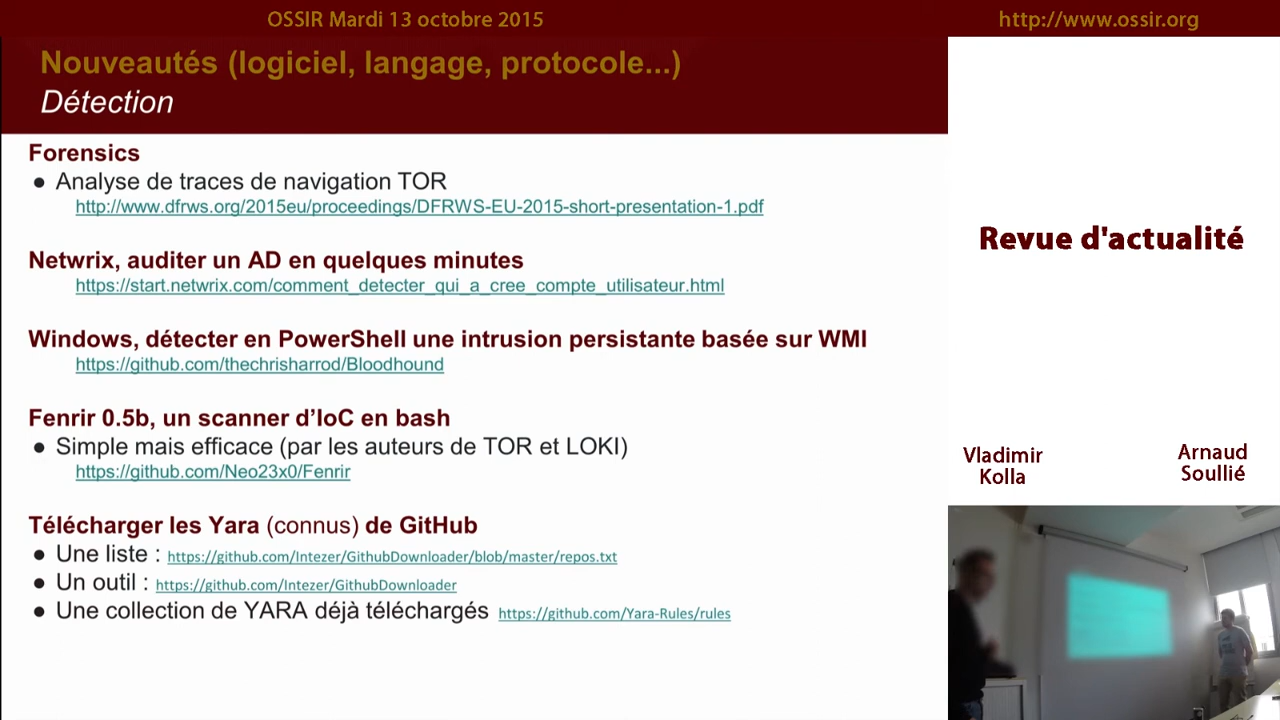 OSSIR Mardi 13 octobre 2015
http://www.ossir.org
Nouveautés (logiciel, langage, protocole...)
Détection
Forensics
● Analyse de traces de navigation TOR
http://www.dfrws.org/2015eu/proceedings/DFRWS-EU-2015-short-presentation-1.pdf
Netwrix, auditer un AD en quelques minutes
https://start.netwrix.com/comment_detecter_qui_a_cree_compte_utilisateur.html
Windows, détecter en PowerShell une intrusion persistante basée sur WMI
https://github.com/thechrisharrod/Bloodhound
Fenrir 0.5b, un scanner d’IoC en bash
● Simple mais efficace (par les auteurs de TOR et LOKI)
https://github.com/Neo23x0/Fenrir
Télécharger les Yara (connus) de GitHub
● Une liste : https://github.com/Intezer/GithubDownloader/blob/master/repos.txt
● Un outil : https://github.com/Intezer/GithubDownloader
● Une collection de YARA déjà téléchargés https://github.com/Yara-Rules/rules
Revue d'actualité
Vladimir
Kolla
Arnaud
Soullié